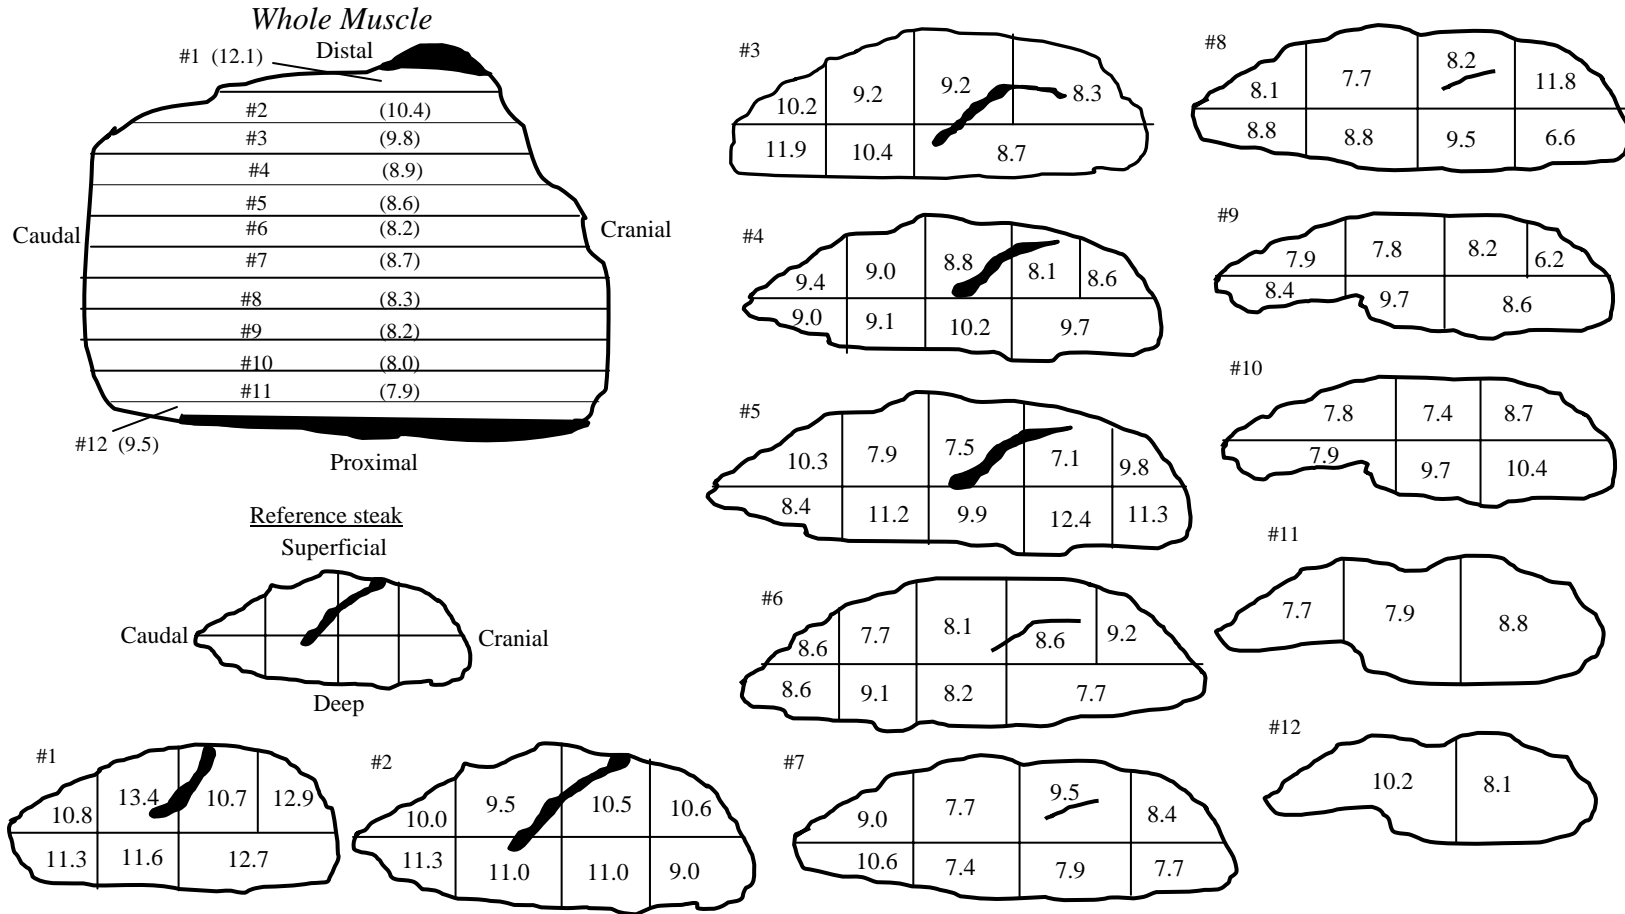 Whole Muscle
Distal
#1 (12.1)
#2 (10.4)
#3 (9.8)
#4 (8.9)
#5 (8.6)
#6 (8.2)
#7 (8.7)
#8 (8.3)
#9 (8.2)
#10 (8.0)
#11 (7.9)
#12 (9.5)
Caudal
Cranial
Proximal
Reference steak
Superficial
Caudal
Cranial
Deep
#1
10.8 13.4 10.7 12.9
11.3 11.6 12.7
#2
10.0 9.5 10.5 10.6
11.3 11.0 11.0 9.0
#3
10.2 9.2 9.2 8.3
11.9 10.4 8.7
#4
9.4 9.0 8.8 8.1 8.6
9.0 9.1 10.2 9.7
#5
10.3 7.9 7.5 7.1 9.8
8.4 11.2 9.9 12.4 11.3
#6
8.6 7.7 8.1 8.6 9.2
8.6 9.1 8.2 7.7
#7
9.0 7.7 9.5 8.4
10.6 7.4 7.9 7.7
#8
8.1 7.7 8.2 11.8
8.8 8.8 9.5 6.6
#9
7.9 7.8 8.2 6.2
8.4 9.7 8.6
#10
7.8 7.4 8.7
7.9 9.7 10.4
#11
7.7 7.9 8.8
#12
10.2 8.1